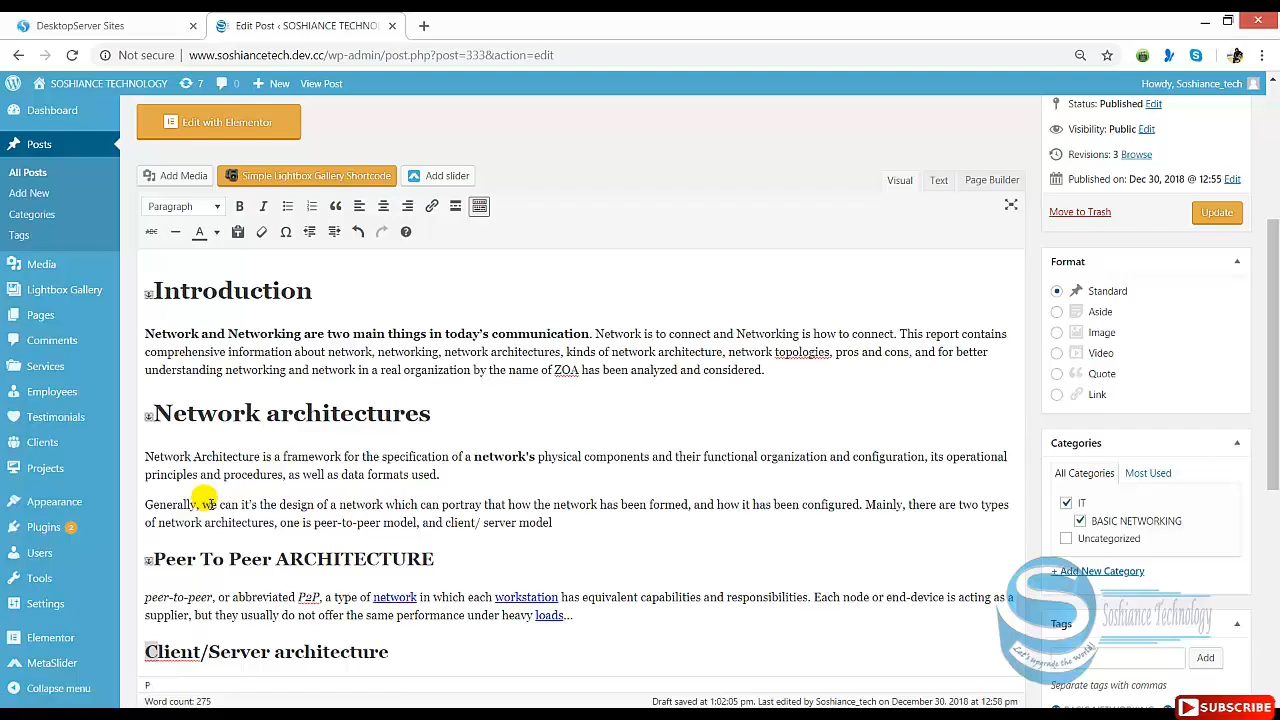 DesktopServer Sites
Edit Post ‹ SOSHIANCE TECHNO
Not secure
www.soshiancetech.dev.cc/wp-admin/post.php?post=333&action=edit
SOSHIANCE TECHNOLOGY
7
0
New
View Post
Howdy, Soshiance_tech
Dashboard
Posts
All Posts
Add New
Categories
Tags
Media
Lightbox Gallery
Pages
Comments
Services
Employees
Testimonials
Clients
Projects
Appearance
Plugins 2
Users
Tools
Settings
Elementor
MetaSlider
Collapse menu
Edit with Elementor
Add Media
Simple Lightbox Gallery Shortcode
Add slider
Visual
Text
Page Builder
Paragraph
B I
ABC
A
Introduction
Network and Networking are two main things in today's communication. Network is to connect and Networking is how to connect. This report contains
comprehensive information about network, networking, network architectures, kinds of network architecture, network topologies, pros and cons, and for better
understanding networking and network in a real organization by the name of ZOA has been analyzed and considered.
Network architectures
Network Architecture is a framework for the specification of a network's physical components and their functional organization and configuration, its operational
principles and procedures, as well as data formats used.
Generally, we can it's the design of a network which can portray that how the network has been formed, and how it has been configured. Mainly, there are two types
of network architectures, one is peer-to-peer model, and client/ server model
Peer To Peer ARCHITECTURE
peer-to-peer, or abbreviated P2P, a type of network in which each workstation has equivalent capabilities and responsibilities. Each node or end-device is acting as a
supplier, but they usually do not offer the same performance under heavy loads...
Client/Server architecture
P
Word count: 275
Draft saved at 1:02:05 pm. Last edited by Soshiance_tech on December 30, 2018 at 12:58 pm
Status: Published Edit
Visibility: Public Edit
Revisions: 3 Browse
Published on: Dec 30, 2018 @ 12:55 Edit
Move to Trash
Update
Format
Standard
Aside
Image
Video
Quote
Link
Categories
All Categories
Most Used
IT
BASIC NETWORKING
Uncategorized
+ Add New Category
Tags
Add
Separate tags with commas
Soshiance Technology
Let's upgrade the World!
SUBSCRIBE